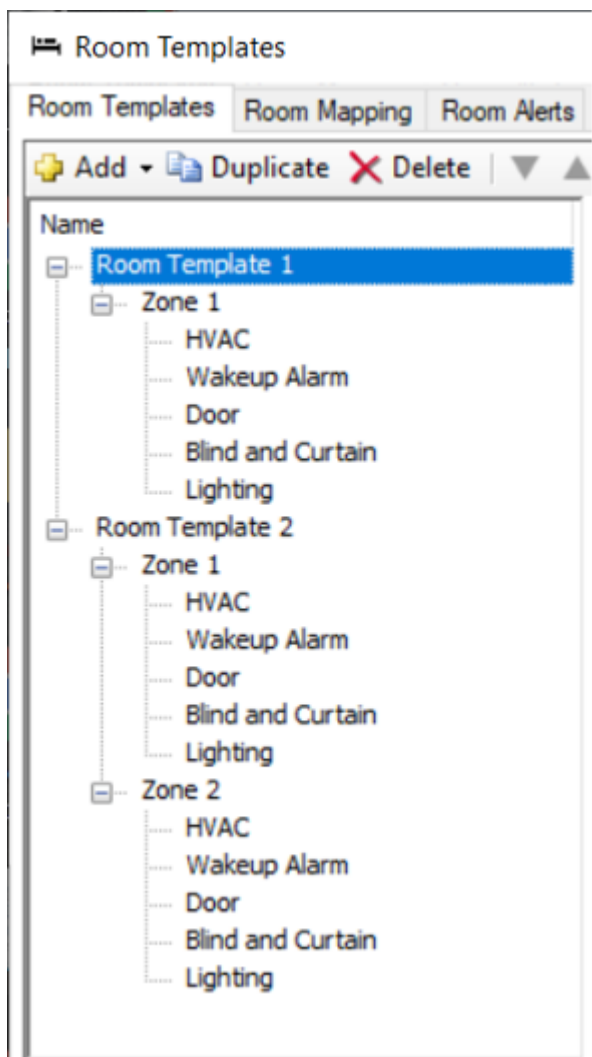 Room Templates
Room Templates Room Mapping Room Alerts
Add Duplicate Delete
Name
Room Template 1
Zone 1
HVAC
Wakeup Alarm
Door
Blind and Curtain
Lighting
Room Template 2
Zone 1
HVAC
Wakeup Alarm
Door
Blind and Curtain
Lighting
Zone 2
HVAC
Wakeup Alarm
Door
Blind and Curtain
Lighting